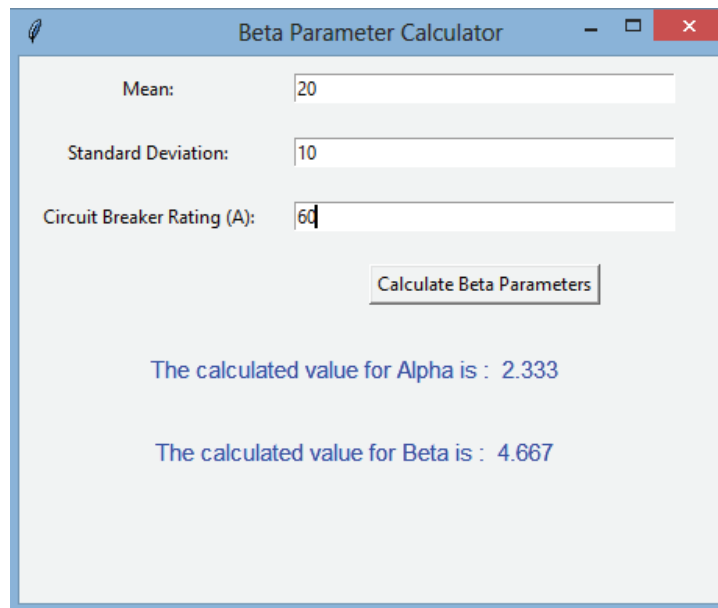 Beta Parameter Calculator
Mean: 20
Standard Deviation: 10
Circuit Breaker Rating (A): 60
Calculate Beta Parameters
The calculated value for Alpha is : 2.333
The calculated value for Beta is : 4.667